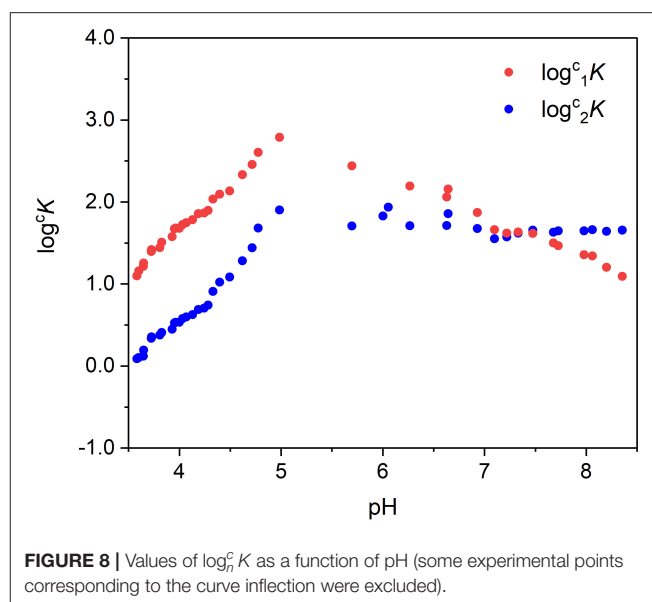 4.0
3.0
2.0
1.0
0.0
-1.0
log^cK
log^c_1K
log^c_2K
4 5 6 7 8
pH
FIGURE 8 | Values of log^c_n K as a function of pH (some experimental points
corresponding to the curve inflection were excluded).